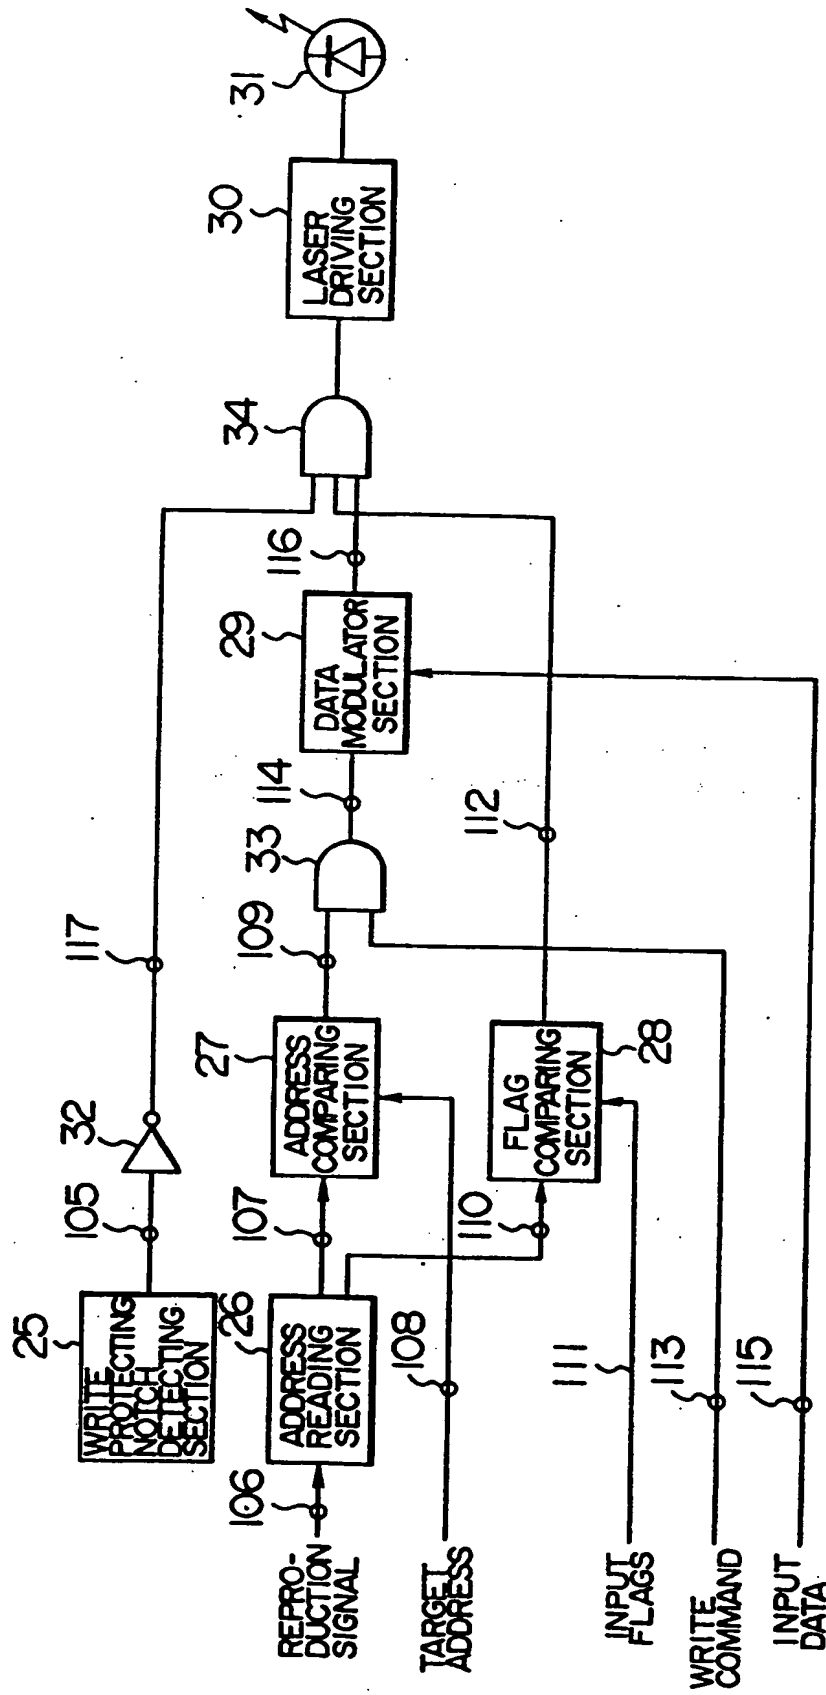 25
WRITE
PROTECTING
NOTCH
DETECTING
SECTION
105
32
117
REPRO-
DUCTION
SIGNAL
106
26
ADDRESS
READING
SECTION
107
27
ADDRESS
COMPARING
SECTION
109
33
114
29
DATA
MODULATOR
SECTION
116
34
30
LASER
DRIVING
SECTION
31
TARGET
ADDRESS
108
110
FLAG
COMPARING
SECTION
28
112
INPUT
FLAGS
111
WRITE
COMMAND
113
INPUT
DATA
115